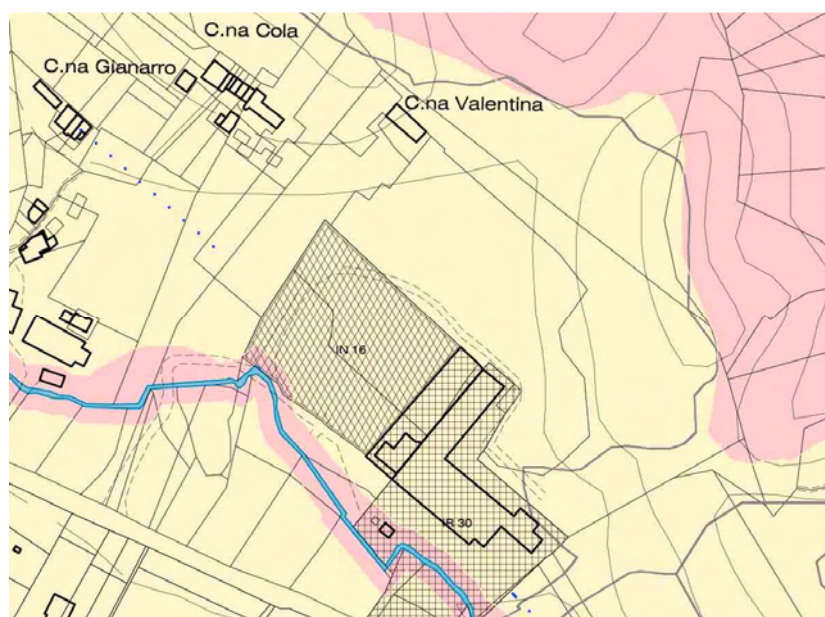 C.na Cola
C.na Gianarro
C.na Valentina
IN 16
IR 30